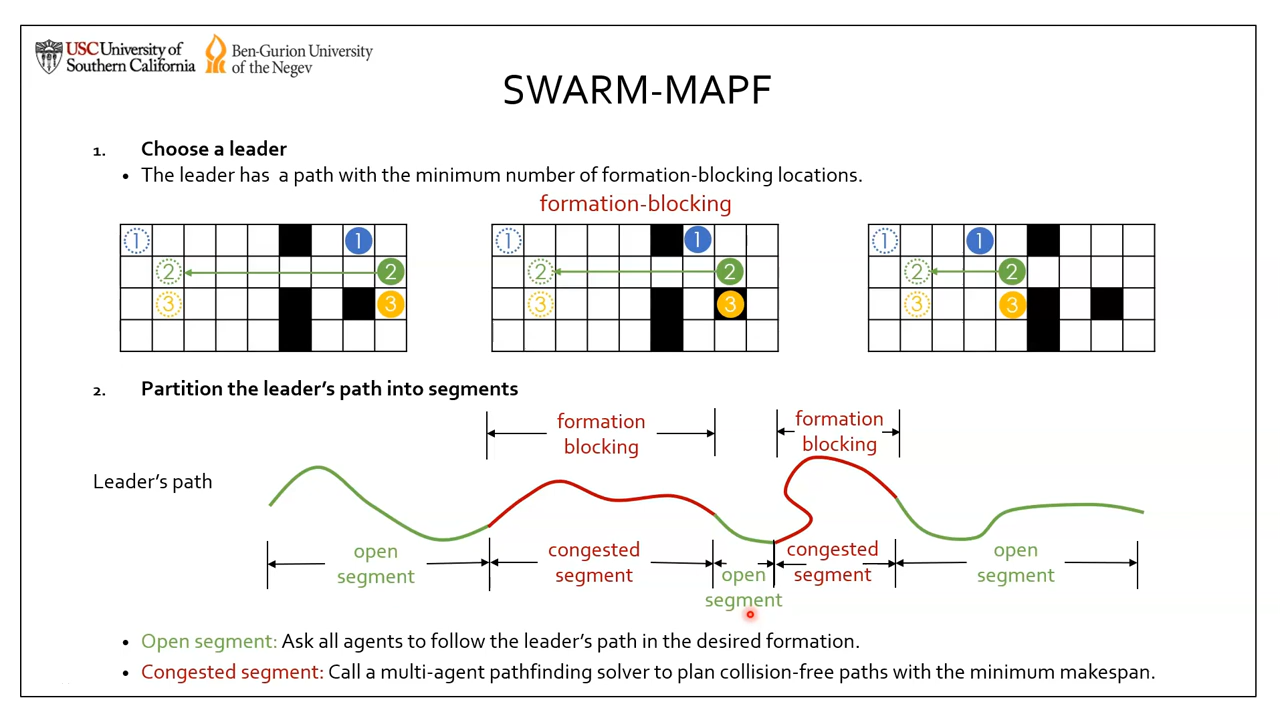 USC University of
Southern California
Ben-Gurion University
of the Negev
SWARM-MAPF
1. Choose a leader
• The leader has a path with the minimum number of formation-blocking locations.
formation-blocking
1 1 1 1 1 1
2 2 2 2 2 2
3 3 3 3 3 3
2. Partition the leader's path into segments
formation
blocking
formation
blocking
Leader's path
open
segment
congested
segment
open
segment
congested
segment
open
segment
• Open segment: Ask all agents to follow the leader's path in the desired formation.
• Congested segment: Call a multi-agent pathfinding solver to plan collision-free paths with the minimum makespan.